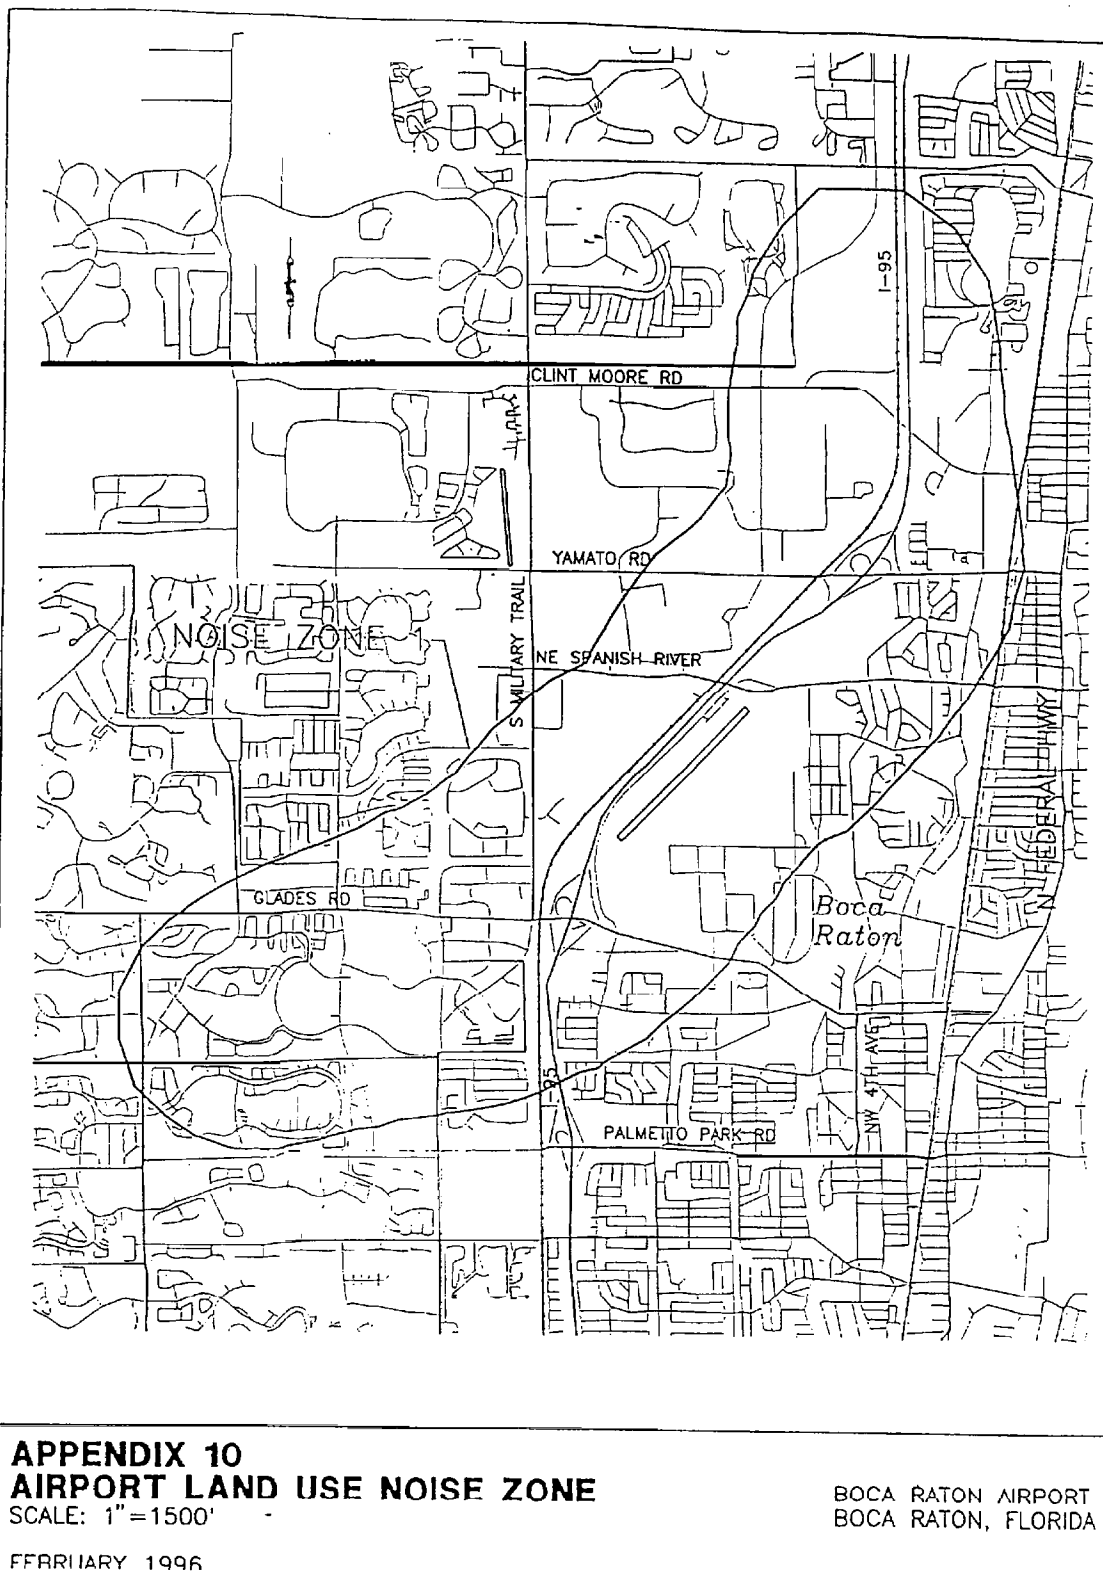 I-95
CLINT MOORE RD
YAMATO RD
NOISE ZONE 1
S MILITARY TRAIL
NE SPANISH RIVER
N FEDERAL HWY
GLADES RD
Boca
Raton
NW 4TH AVE
I-95
PALMETTO PARK RD
APPENDIX 10
AIRPORT LAND USE NOISE ZONE
SCALE: 1"=1500'
BOCA RATON AIRPORT
BOCA RATON, FLORIDA
FEBRUARY 1996